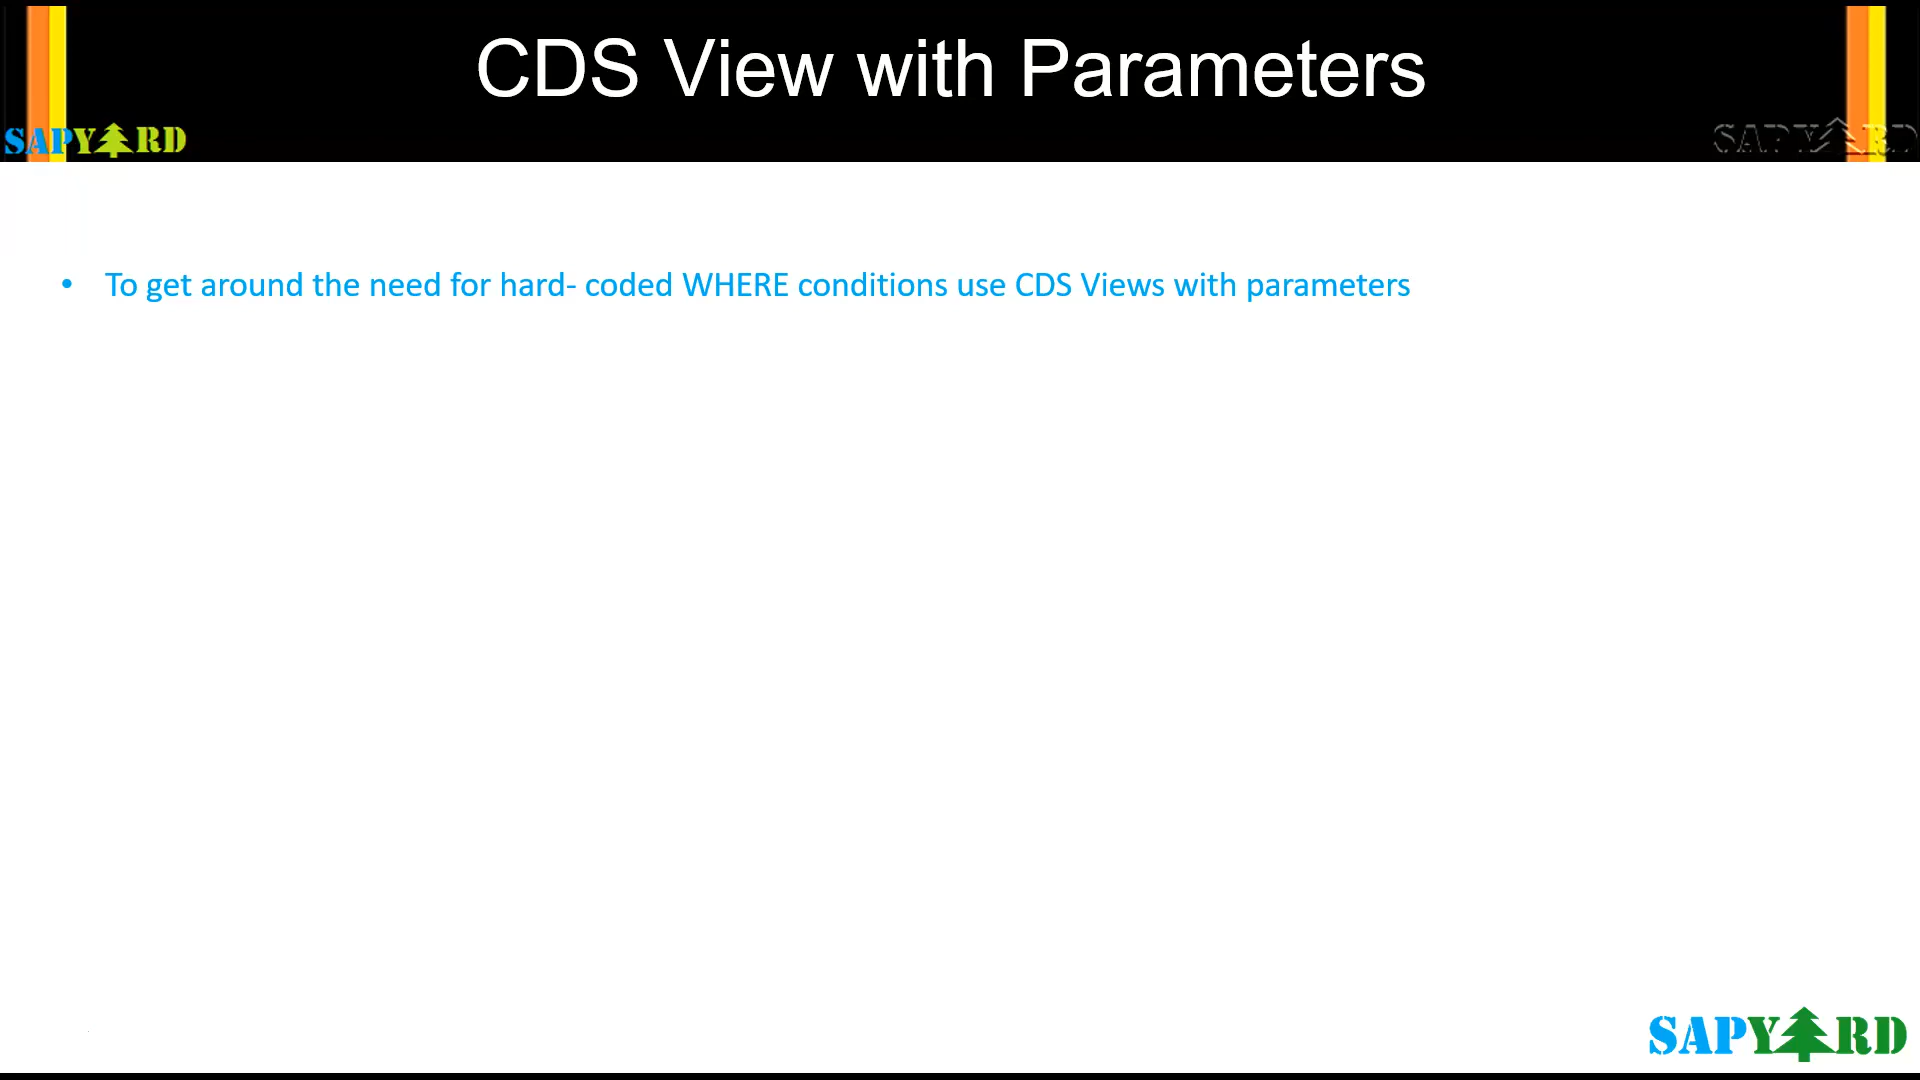 CDS View with Parameters
SAPYARD
SAPYARD
• To get around the need for hard- coded WHERE conditions use CDS Views with parameters
SAPYARD